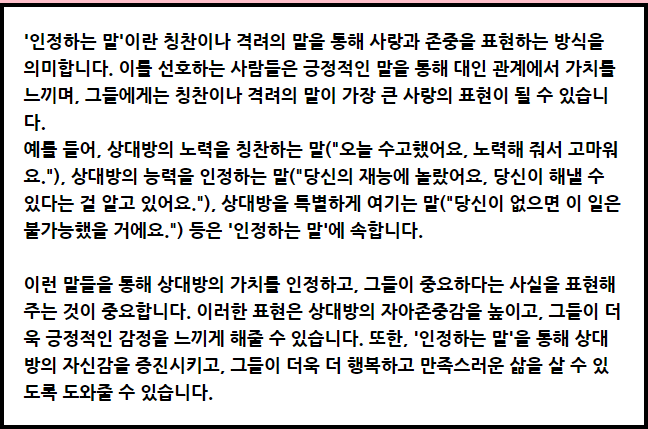 '인정하는 말'이란 칭찬이나 격려의 말을 통해 사랑과 존중을 표현하는 방식을
의미합니다. 이를 선호하는 사람들은 긍정적인 말을 통해 대인 관계에서 가치를
느끼며, 그들에게는 칭찬이나 격려의 말이 가장 큰 사랑의 표현이 될 수 있습니
다.
예를 들어, 상대방의 노력을 칭찬하는 말("오늘 수고했어요, 노력해 줘서 고마워
요."), 상대방의 능력을 인정하는 말("당신의 재능에 놀랐어요, 당신이 해낼 수
있다는 걸 알고 있어요."), 상대방을 특별하게 여기는 말("당신이 없으면 이 일은
불가능했을 거에요.") 등은 '인정하는 말'에 속합니다.
이런 말들을 통해 상대방의 가치를 인정하고, 그들이 중요하다는 사실을 표현해
주는 것이 중요합니다. 이러한 표현은 상대방의 자아존중감을 높이고, 그들이 더
욱 긍정적인 감정을 느끼게 해줄 수 있습니다. 또한, '인정하는 말'을 통해 상대
방의 자신감을 증진시키고, 그들이 더욱 더 행복하고 만족스러운 삶을 살 수 있
도록 도와줄 수 있습니다.